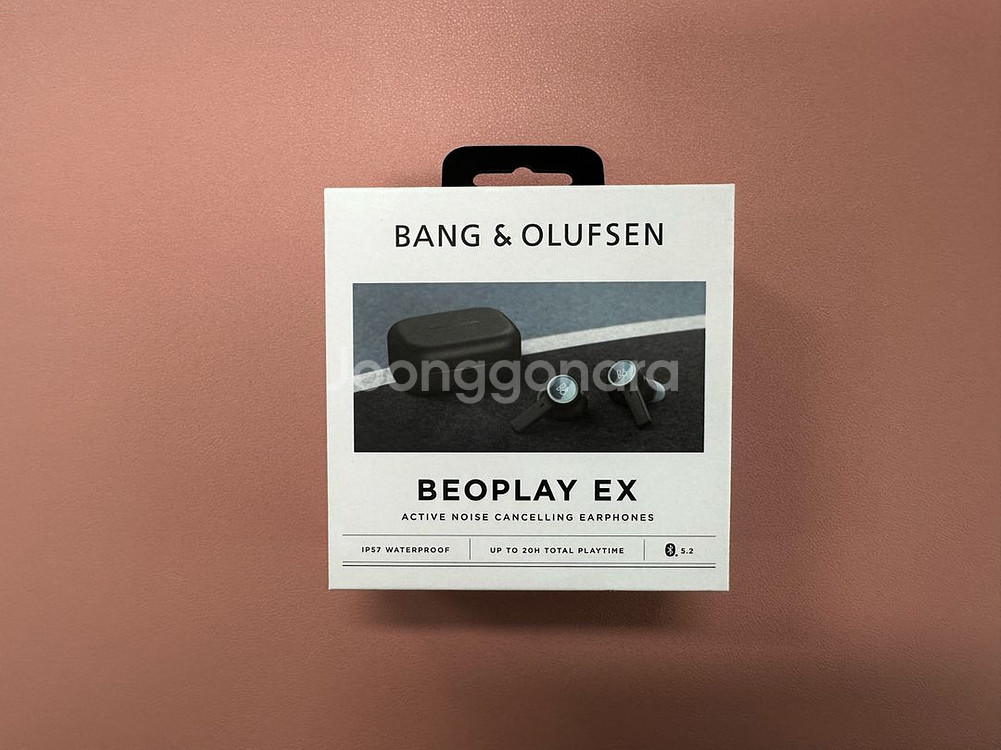 BANG & OLUFSEN
Joonggonara
BEOPLAY EX
ACTIVE NOISE CANCELLING EARPHONES
IP57 WATERPROOF
UP TO 20H TOTAL PLAYTIME
5.2